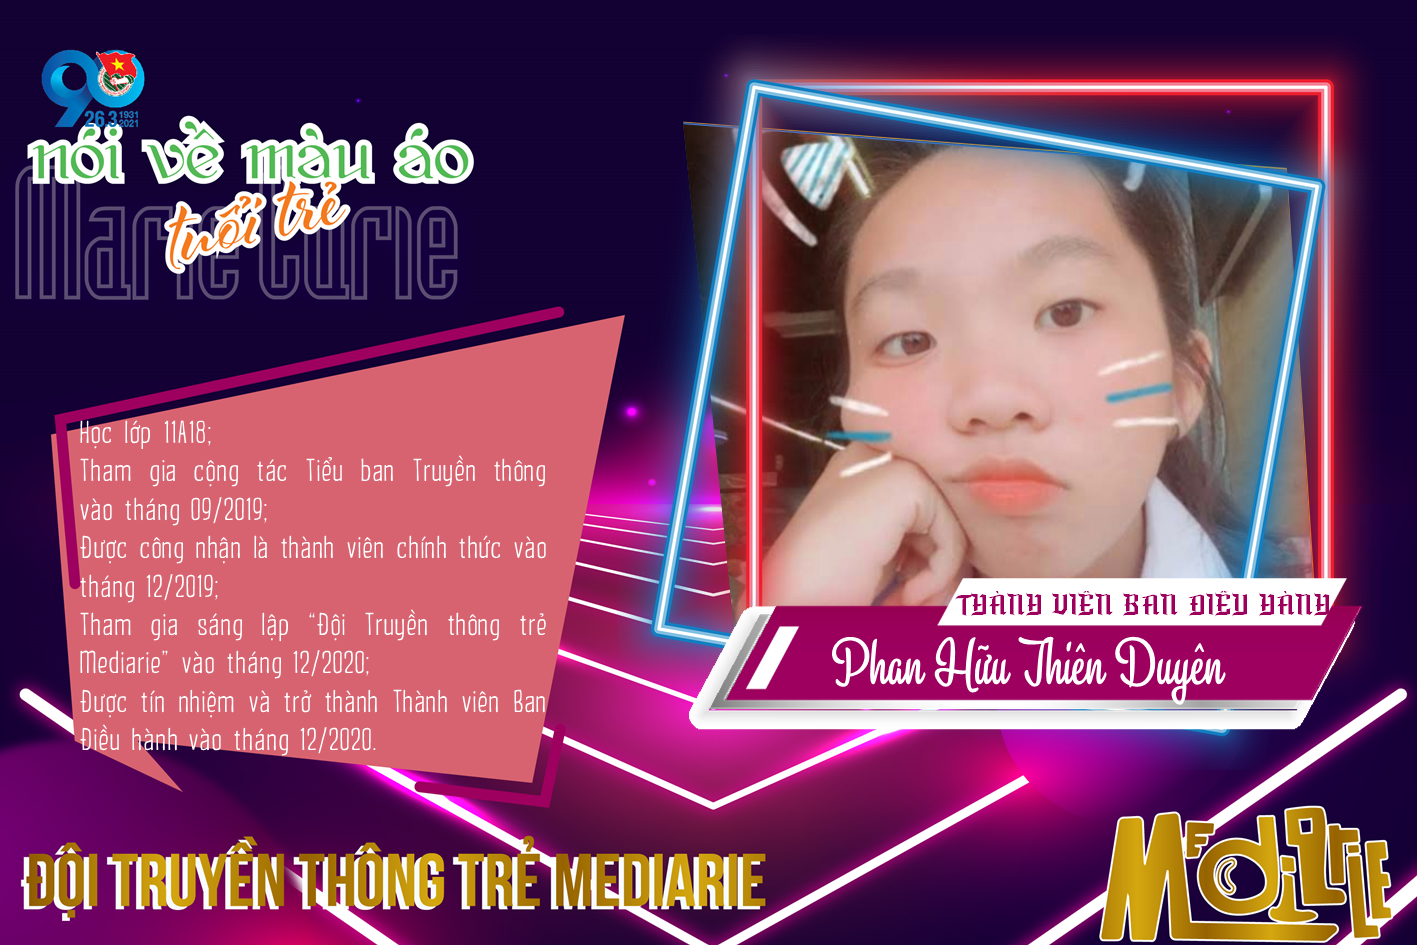 90
26.3 1931
2021
nói về màu áo
tuổi trẻ
Marie Curie
Học lớp 11A18;
Tham gia cộng tác Tiểu ban Truyền thông
vào tháng 09/2019;
Được công nhận là thành viên chính thức vào
tháng 12/2019;
Tham gia sáng lập “Đội Truyền thông trẻ
Mediarie” vào tháng 12/2020;
Được tín nhiệm và trở thành Thành viên Ban
Điều hành vào tháng 12/2020.
THÀNH VIÊN BAN ĐIỀU HÀNH
Phan Hữu Thiên Duyên
ĐỘI TRUYỀN THÔNG TRẺ MEDIARIE
MEDIARIE